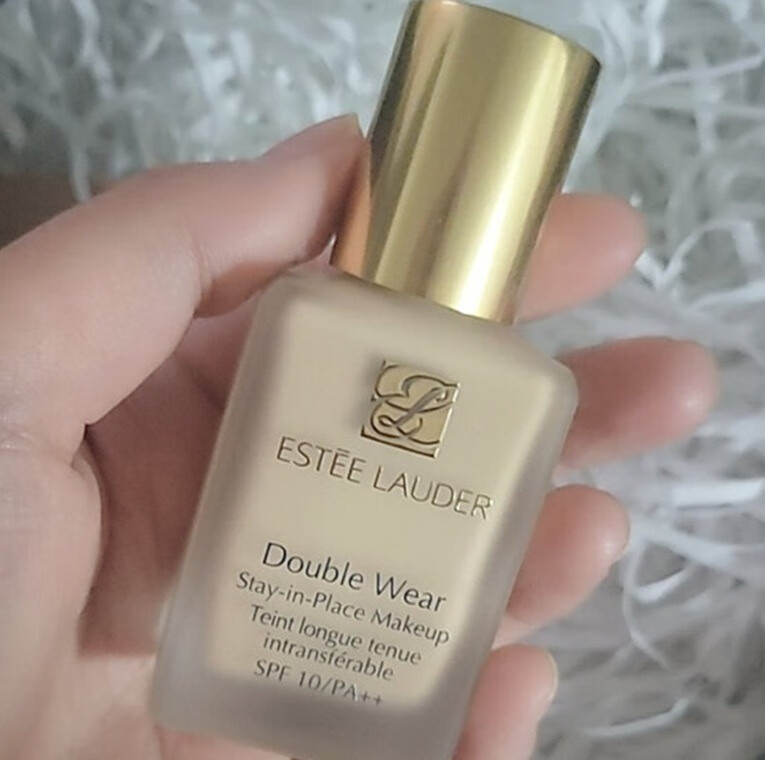 ESTĒE LAUDER
Double Wear
Stay-in-Place Makeup
Teint longue tenue
intransférable
SPF 10/PA++